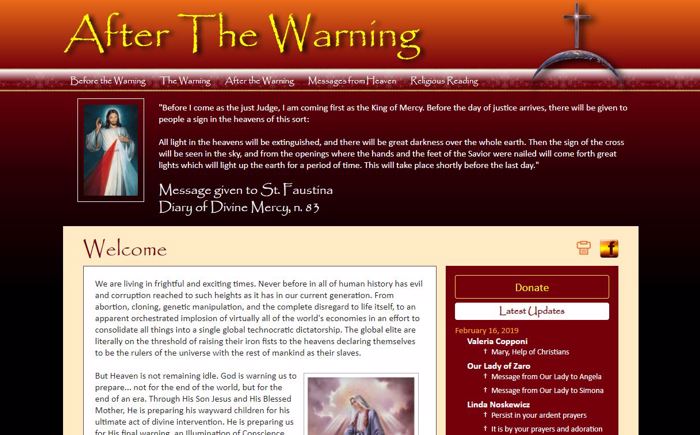 After The Warning
Before the Warning The Warning After the Warning Messages from Heaven Religious Reading
"Before I come as the just Judge, I am coming first as the King of Mercy. Before the day of justice arrives, there will be given to
people a sign in the heavens of this sort:
All light in the heavens will be extinguished, and there will be great darkness over the whole earth. Then the sign of the cross
will be seen in the sky, and from the openings where the hands and the feet of the Savior were nailed will come forth great
lights which will light up the earth for a period of time. This will take place shortly before the last day."
Message given to St. Faustina
Diary of Divine Mercy, n. 83
Welcome
f
We are living in frightful and exciting times. Never before in all of human history has evil
and corruption reached to such heights as it has in our current generation. From
abortion, cloning, genetic manipulation, and the complete disregard to life itself, to an
apparent orchestrated implosion of virtually all of the world's economies in an effort to
consolidate all things into a single global technocratic dictatorship. The global elite are
literally on the threshold of raising their iron fists to the heavens declaring themselves
to be the rulers of the universe with the rest of mankind as their slaves.
But Heaven is not remaining idle. God is warning us to
prepare... not for the end of the world, but for the
end of an era. Through His Son Jesus and His Blessed
Mother, He is preparing his wayward children for his
ultimate act of divine intervention. He is preparing us
for His final warning, an Illumination of Conscience
Donate
Latest Updates
February 16, 2019
Valeria Copponi
† Mary, Help of Christians
Our Lady of Zaro
† Message from Our Lady to Angela
† Message from Our Lady to Simona
Linda Noskewicz
† Persist in your ardent prayers
† It is by your prayers and adoration